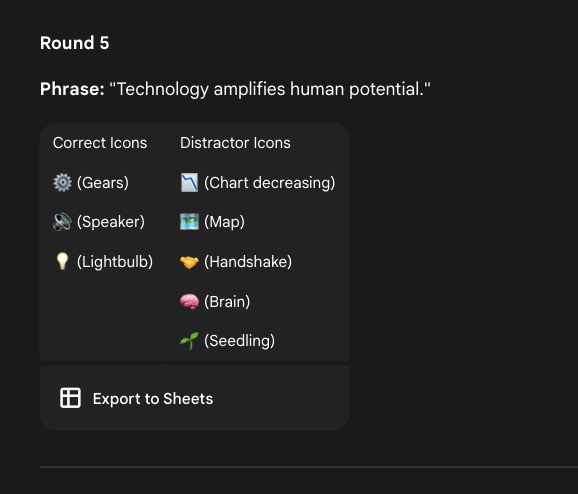 Round 5
Phrase: "Technology amplifies human potential."
Correct Icons Distractor Icons
⚙️ (Gears) 📉 (Chart decreasing)
🔊 (Speaker) 🗺️ (Map)
💡 (Lightbulb) 🤝 (Handshake)
🧠 (Brain)
🌱 (Seedling)
Export to Sheets